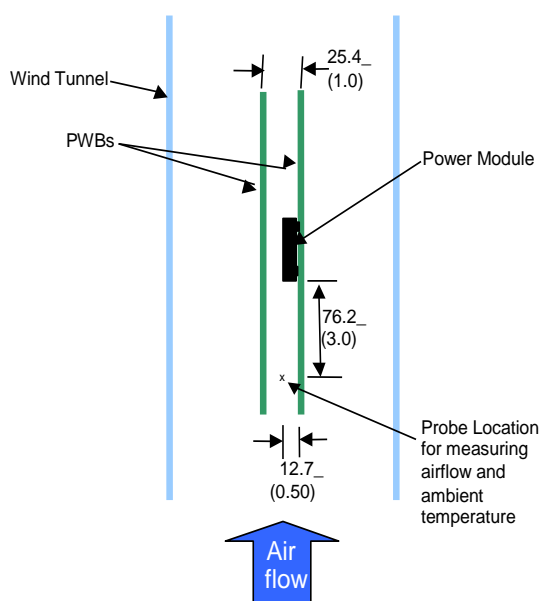 25.4_
(1.0)
Wind Tunnel
PWBs
Power Module
76.2_
(3.0)
x
Probe Location
for measuring
airflow and
ambient
temperature
12.7_
(0.50)
Air
flow